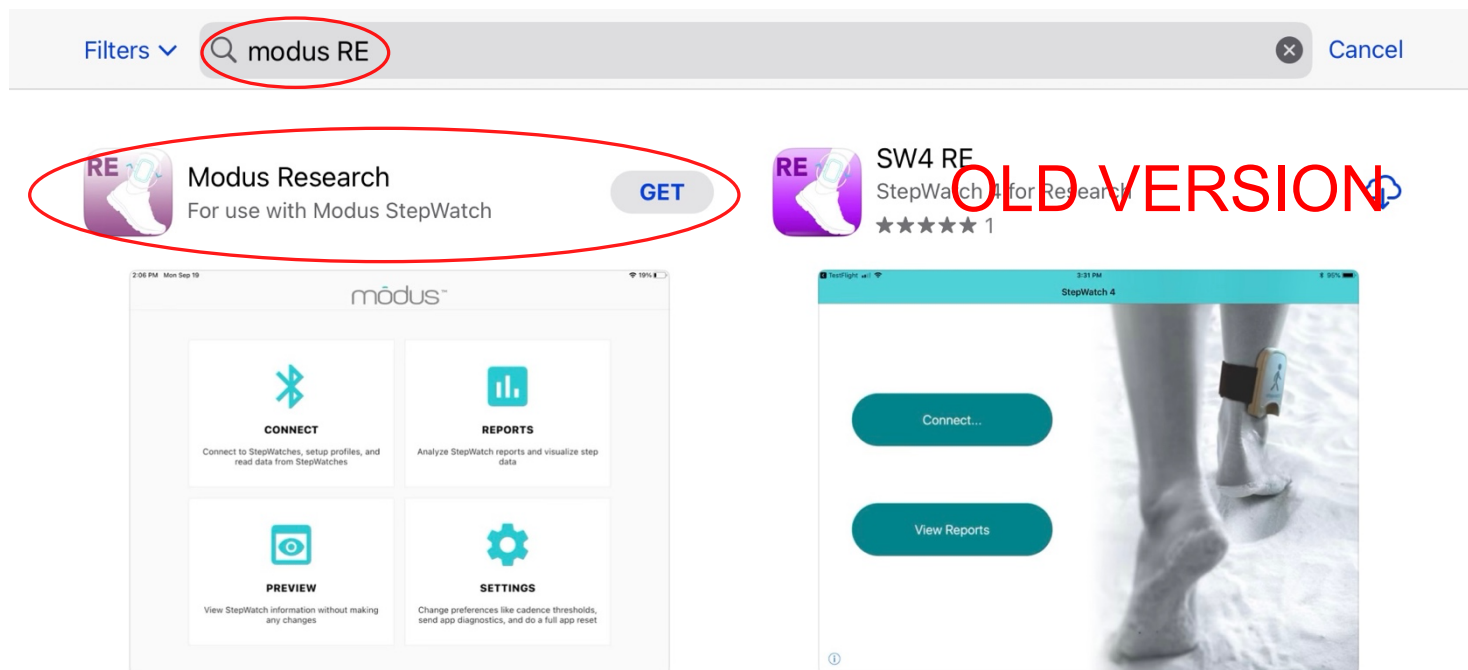 Filters
modus RE
Cancel
RE
Modus Research
For use with Modus StepWatch
GET
RE
SW4 RE
StepWatch 4 for Research
★★★★★ 1
OLD VERSION
2:06 PM Mon Sep 19
19%
mōdus™
CONNECT
Connect to StepWatches, setup profiles, and
read data from StepWatches
REPORTS
Analyze StepWatch reports and visualize step
data
PREVIEW
View StepWatch information without making
any changes
SETTINGS
Change preferences like cadence thresholds,
send app diagnostics, and do a full app reset
TestFlight
3:31 PM
95%
StepWatch 4
Connect...
View Reports